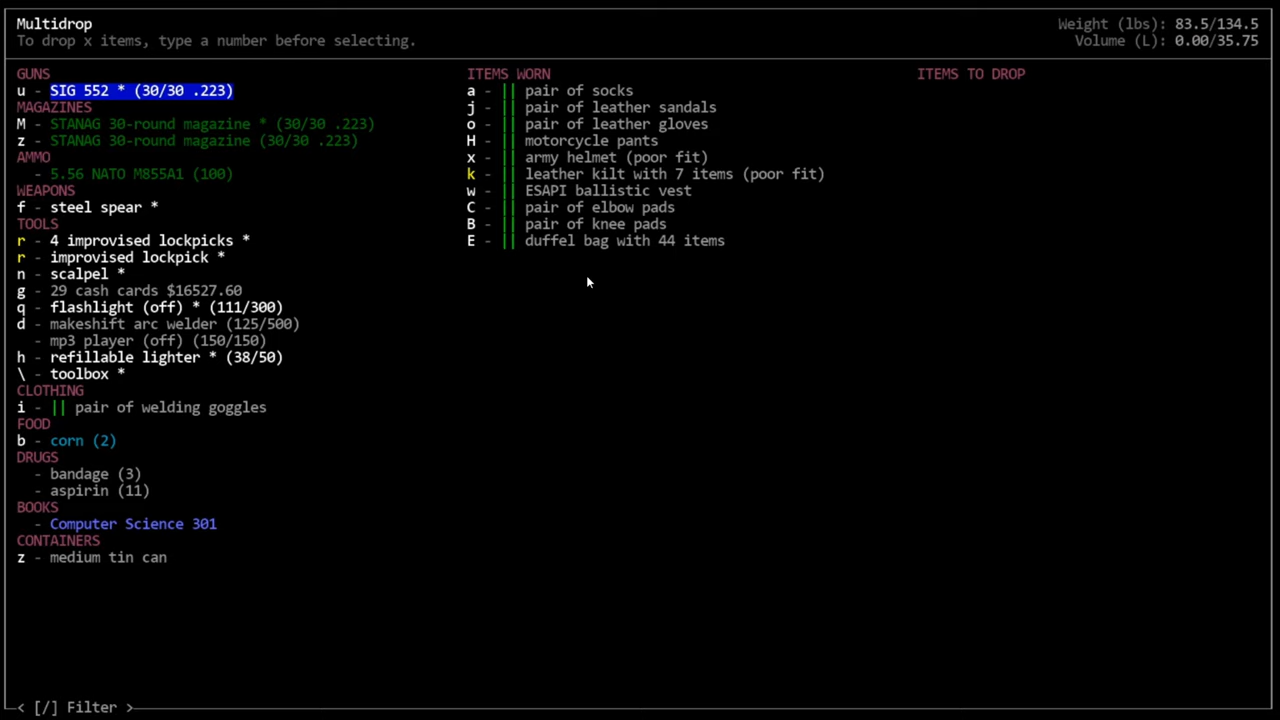 Multidrop
Weight (lbs): 83.5/134.5
To drop x items, type a number before selecting.
Volume (L): 0.00/35.75
GUNS
u - SIG 552 * (30/30 .223)
MAGAZINES
M - STANAG 30-round magazine * (30/30 .223)
z - STANAG 30-round magazine (30/30 .223)
AMMO
- 5.56 NATO M855A1 (100)
WEAPONS
f - steel spear *
TOOLS
r - 4 improvised lockpicks *
r - improvised lockpick *
n - scalpel *
g - 29 cash cards $16527.60
q - flashlight (off) * (111/300)
d - makeshift arc welder (125/500)
- mp3 player (off) (150/150)
h - refillable lighter * (38/50)
\ - toolbox *
CLOTHING
i - || pair of welding goggles
FOOD
b - corn (2)
DRUGS
- bandage (3)
- aspirin (11)
BOOKS
- Computer Science 301
CONTAINERS
z - medium tin can
ITEMS WORN
a - || pair of socks
j - || pair of leather sandals
o - || pair of leather gloves
H - || motorcycle pants
x - || army helmet (poor fit)
k - || leather kilt with 7 items (poor fit)
w - || ESAPI ballistic vest
C - || pair of elbow pads
B - || pair of knee pads
E - || duffel bag with 44 items
ITEMS TO DROP
< [/] Filter >